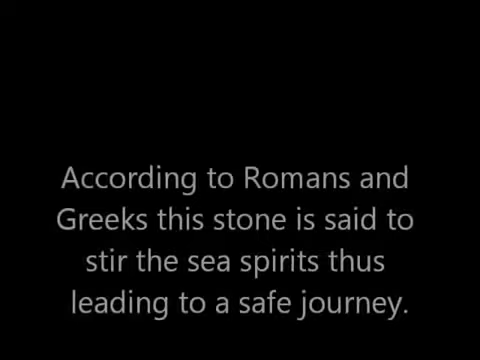 According to Romans and
Greeks this stone is said to
stir the sea spirits thus
leading to a safe journey.